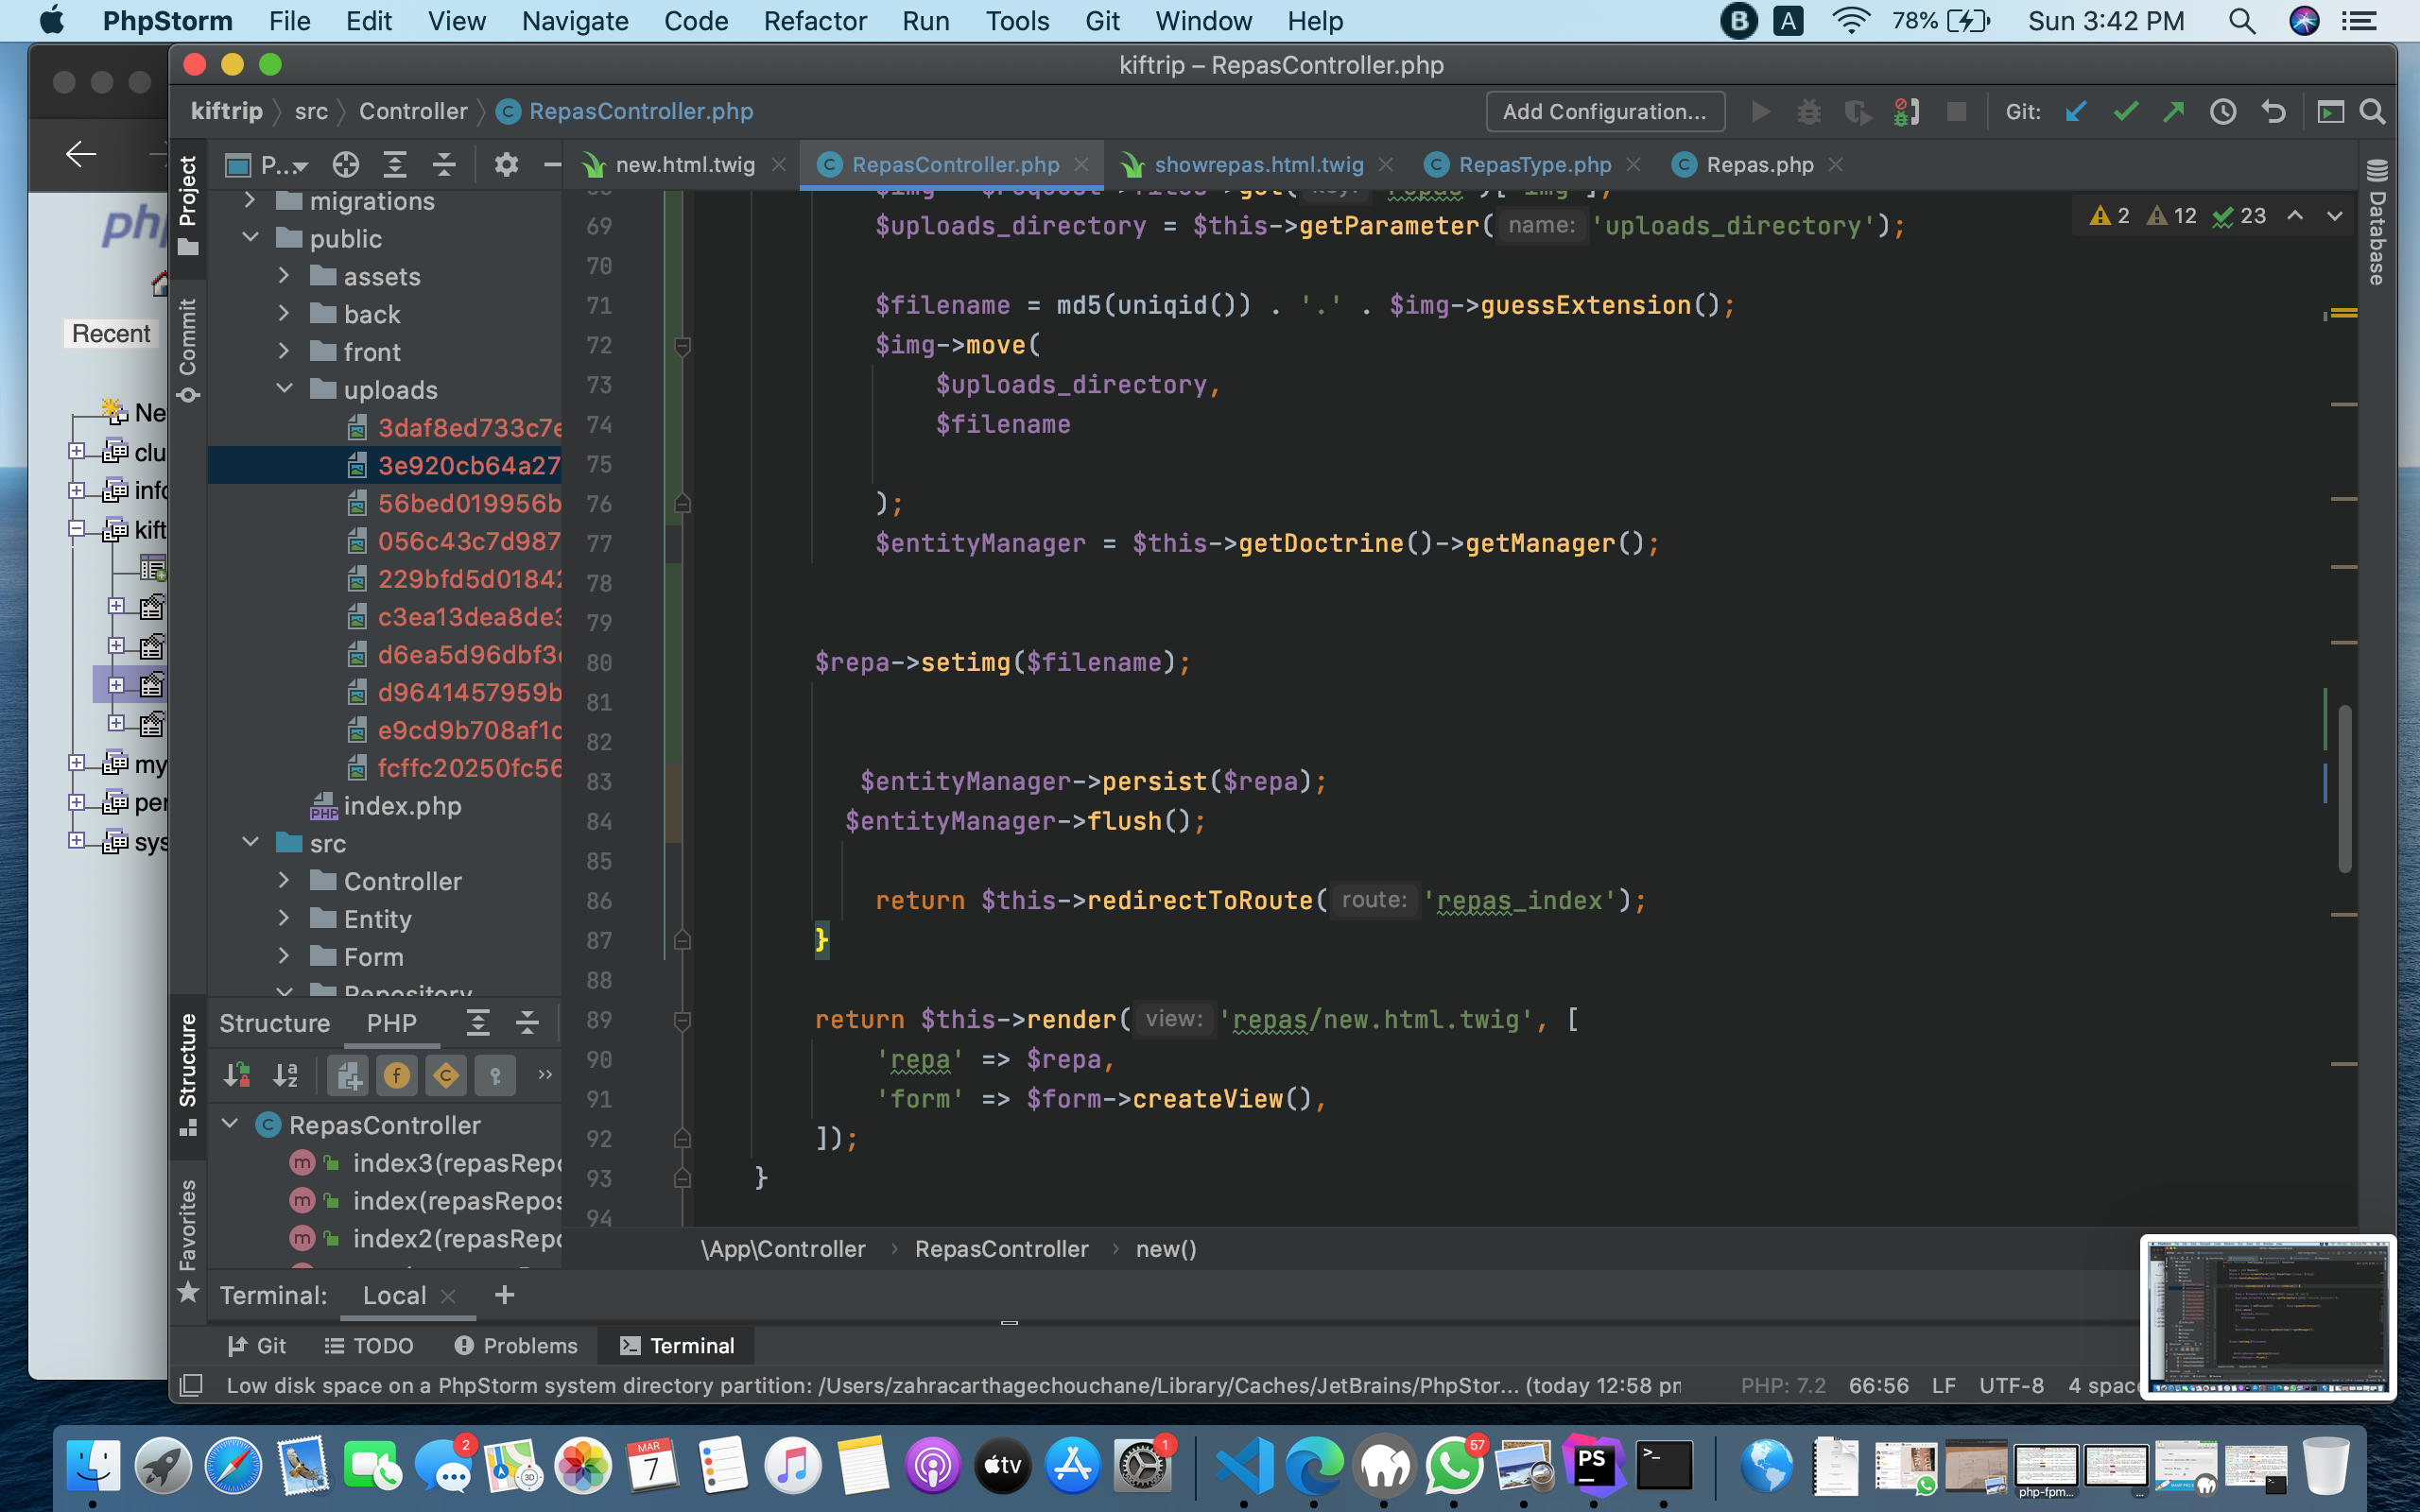 PhpStorm File Edit View Navigate Code Refactor Run Tools Git Window Help
B A 78% Sun 3:42 PM
kiftrip – RepasController.php
kiftrip src Controller RepasController.php
Add Configuration...
Git:
P...
new.html.twig
RepasController.php
showrepas.html.twig
RepasType.php
Repas.php
Project
Commit
Structure
Favorites
Database
Recent
Ne
clu
info
kift
my
per
sys
migrations
public
assets
back
front
uploads
3daf8ed733c7e
3e920cb64a27
56bed019956b
056c43c7d987
229bfd5d01842
c3ea13dea8de3
d6ea5d96dbf3
d9641457959b
e9cd9b708af1c
fcffc20250fc56
index.php
src
Controller
Entity
Form
Repository
Structure PHP
RepasController
index3(repasRepo
index(repasRepos
index2(repasRepo
2 12 23
69 $uploads_directory = $this->getParameter( name: 'uploads_directory');
70
71 $filename = md5(uniqid()) . '.' . $img->guessExtension();
72 $img->move(
73 $uploads_directory,
74 $filename
75
76 );
77 $entityManager = $this->getDoctrine()->getManager();
78
79
80 $repa->setimg($filename);
81
82
83 $entityManager->persist($repa);
84 $entityManager->flush();
85
86 return $this->redirectToRoute( route: 'repas_index');
87 }
88
89 return $this->render( view: 'repas/new.html.twig', [
90 'repa' => $repa,
91 'form' => $form->createView(),
92 ]);
93 }
94
\App\Controller RepasController new()
Terminal: Local +
Git TODO Problems Terminal
Low disk space on a PhpStorm system directory partition: /Users/zahracarthagechouchane/Library/Caches/JetBrains/PhpStor... (today 12:58 pm
PHP: 7.2 66:56 LF UTF-8 4 spac
2
3D
MAR
7
tv
1
57
PS
php-fpm...
...